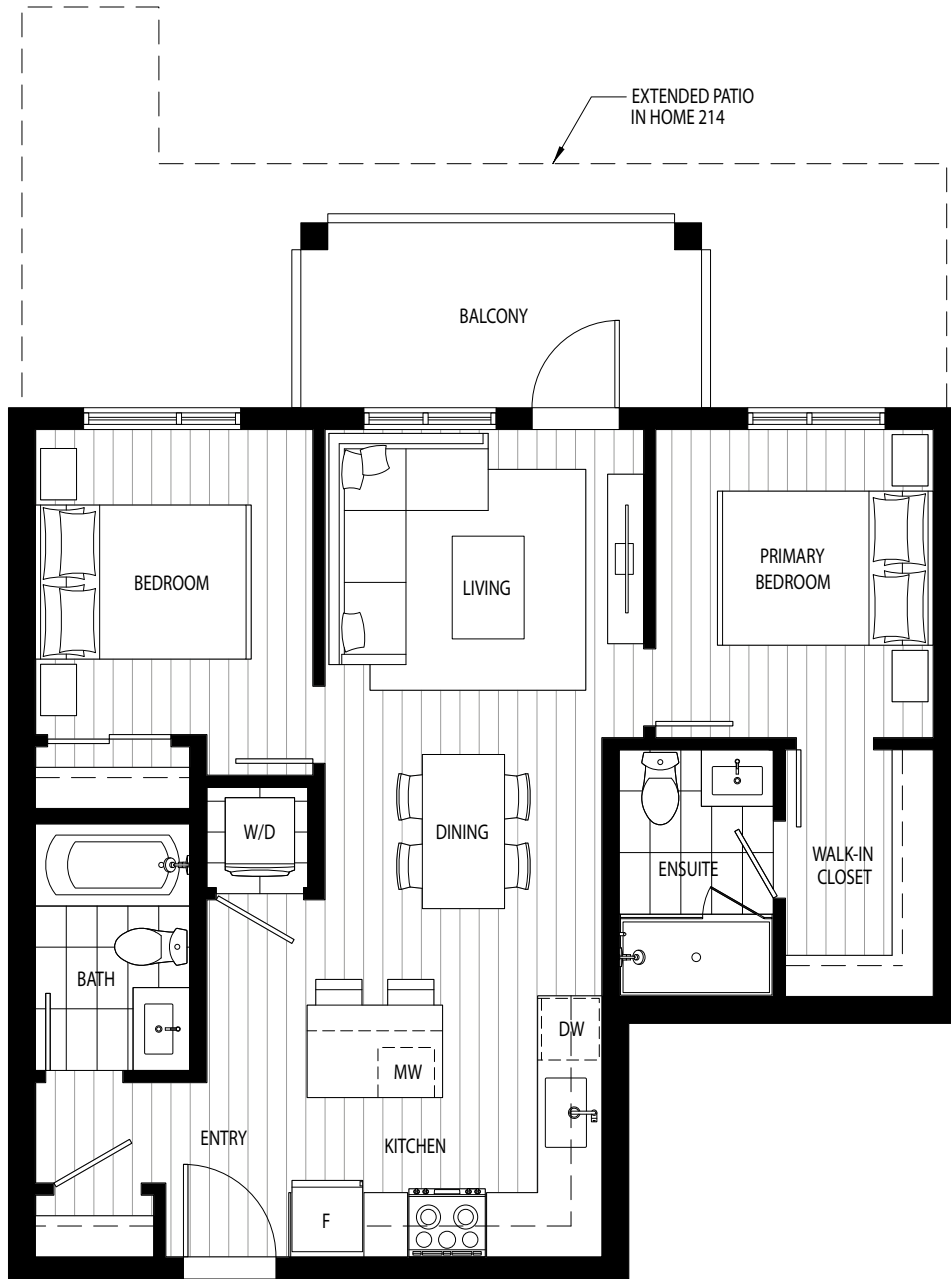 EXTENDED PATIO
IN HOME 214
BALCONY
BEDROOM
LIVING
PRIMARY
BEDROOM
W/D
DINING
ENSUITE
WALK-IN
CLOSET
BATH
DW
MW
ENTRY
KITCHEN
F